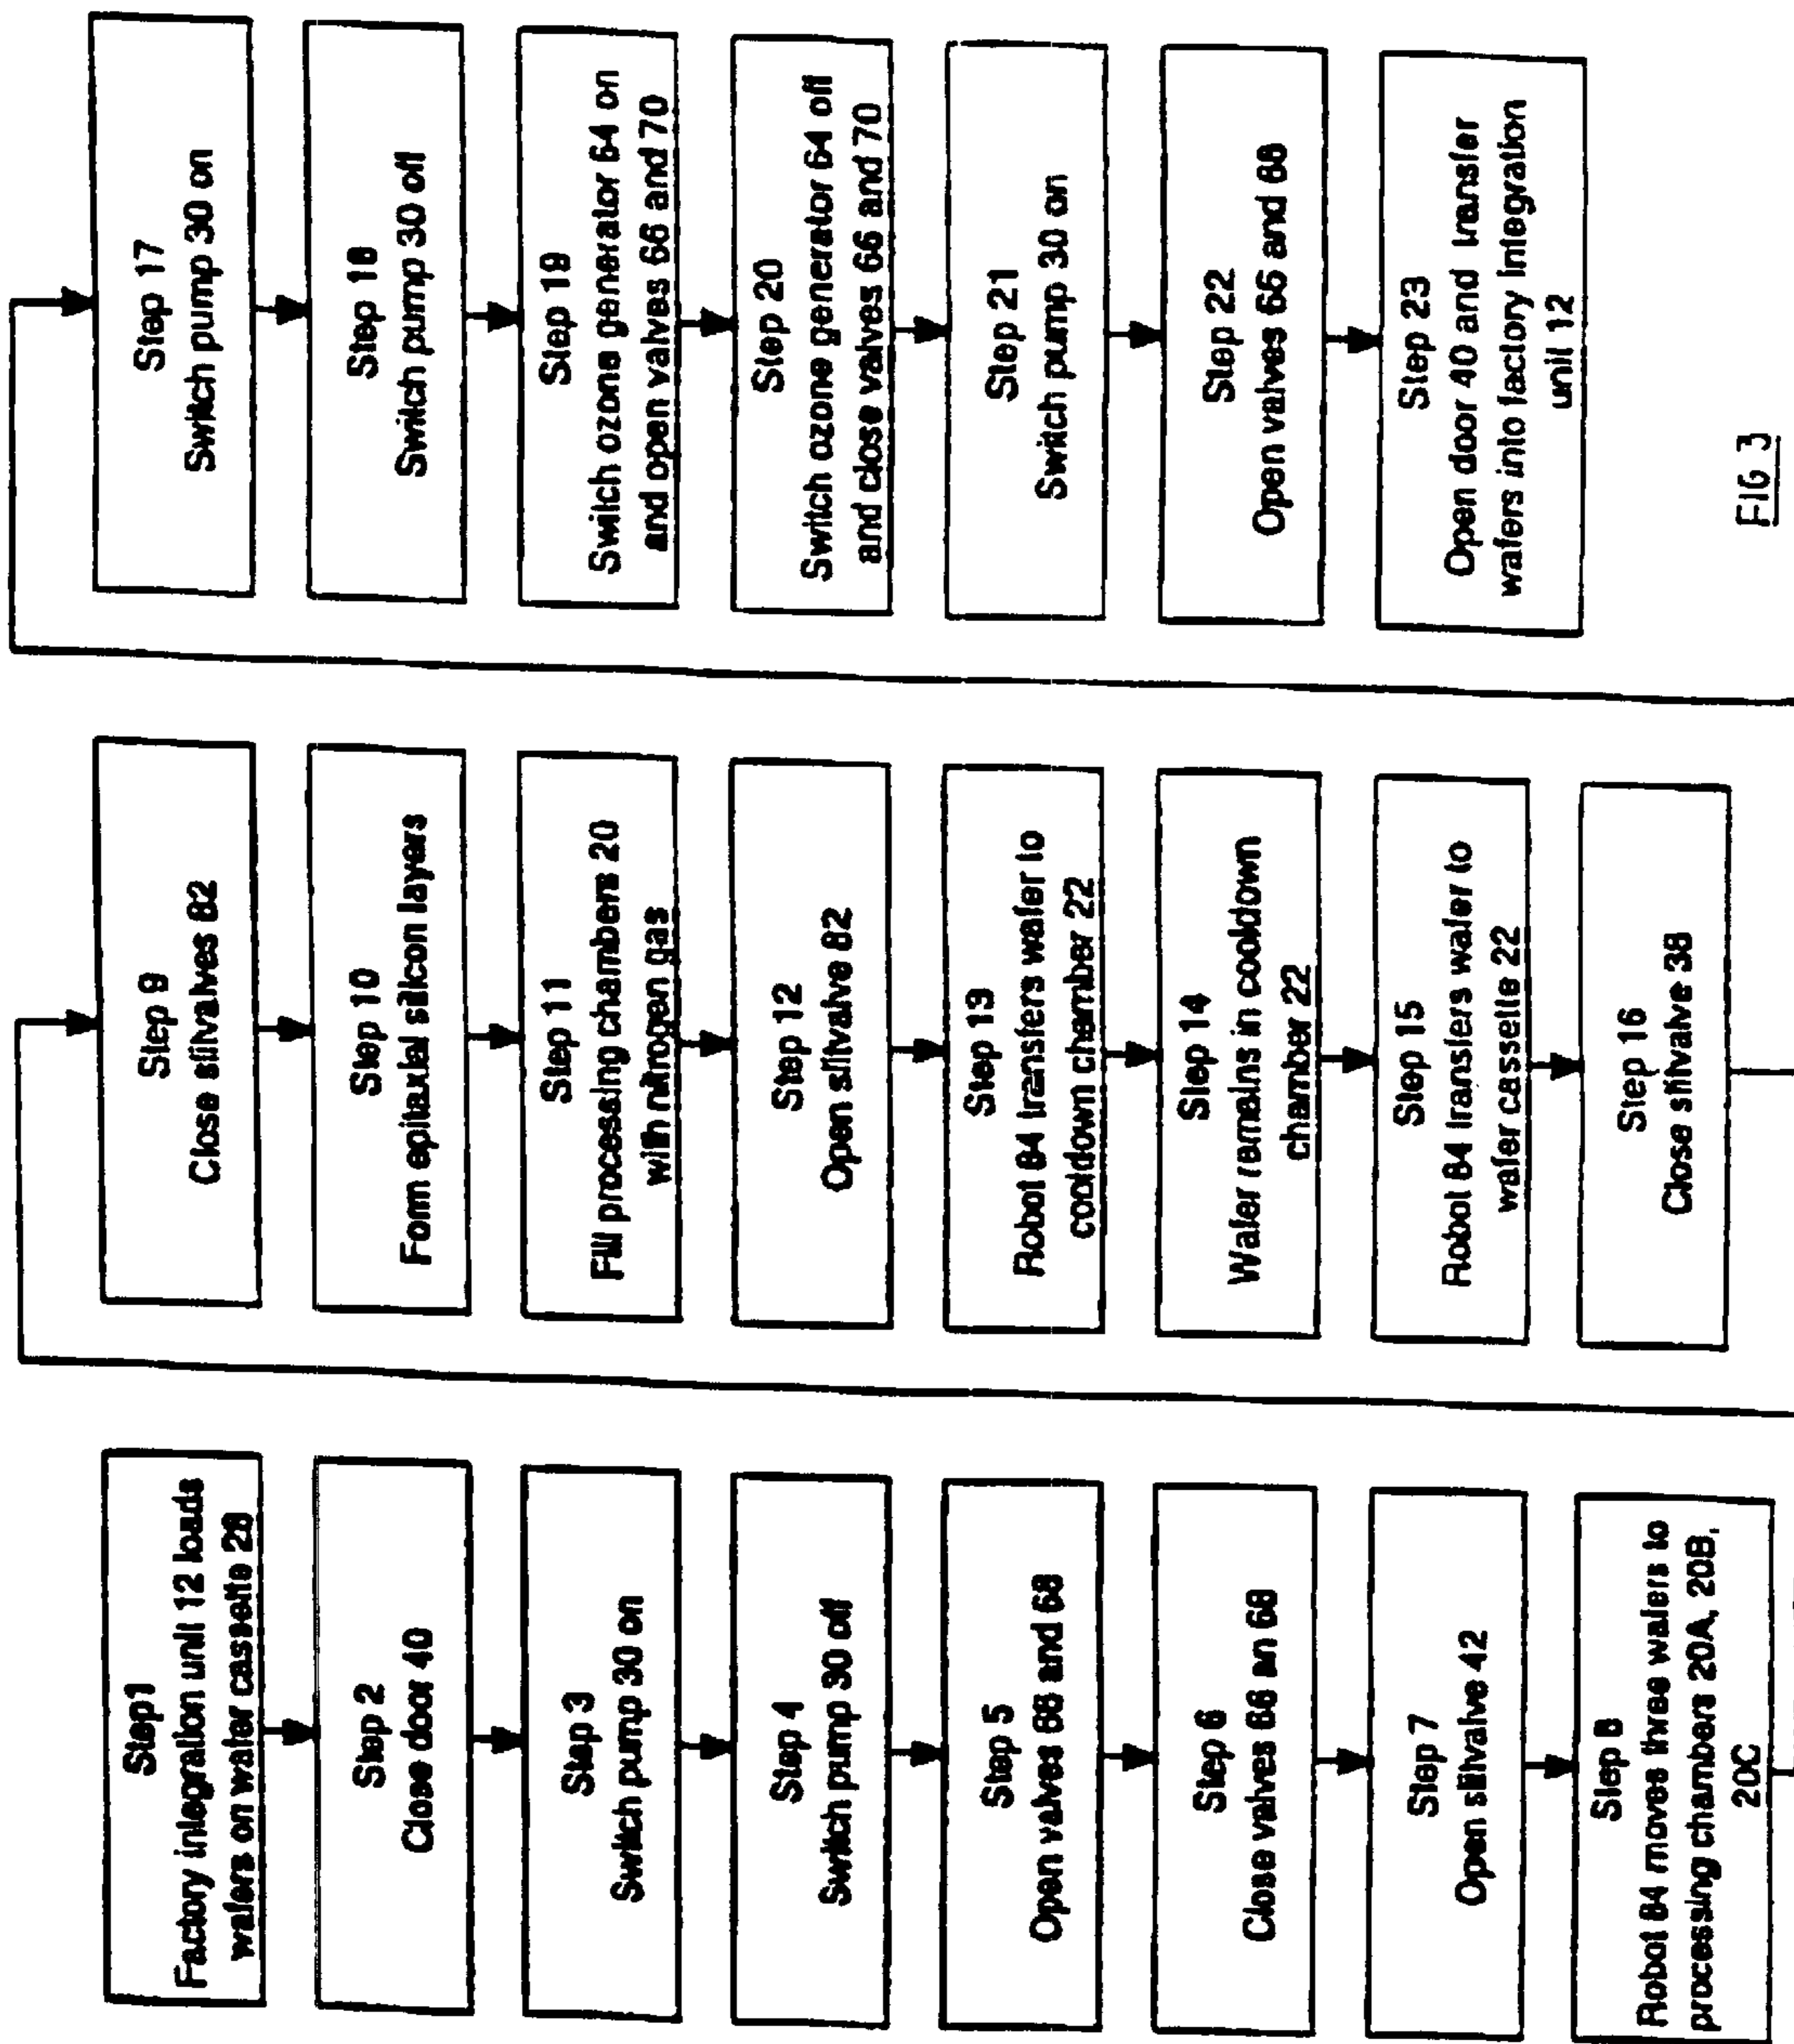 Step1
Factory integration unit 12 loads
wafers on water cassette 28
Step 2
Close door 40
Step 3
Switch pump 30 on
Step 4
Switch pump 30 off
Step 5
Open valves 66 and 68
Step 6
Close valves 66 an 68
Step 7
Open slitvalve 42
Step 8
Robot 84 moves three wafers to
processing chambers 20A, 20B,
20C
Step 9
Close slitvalves 82
Step 10
Form epitaxial silicon layers
Step 11
Fill processing chambers 20
with nitrogen gas
Step 12
Open slitvalve 82
Step 13
Robot 84 transfers wafer to
cooldown chamber 22
Step 14
Wafer remains in cooldown
chamber 22
Step 15
Robot 84 transfers wafer to
wafer cassette 22
Step 16
Close slitvalve 38
Step 17
Switch pump 30 on
Step 18
Switch pump 30 off
Step 19
Switch ozone generator 64 on
and open valves 66 and 70
Step 20
Switch ozone generator 64 off
and close valves 66 and 70
Step 21
Switch pump 30 on
Step 22
Open valves 66 and 68
Step 23
Open door 40 and transfer
wafers into factory integration
unit 12
FIG 3